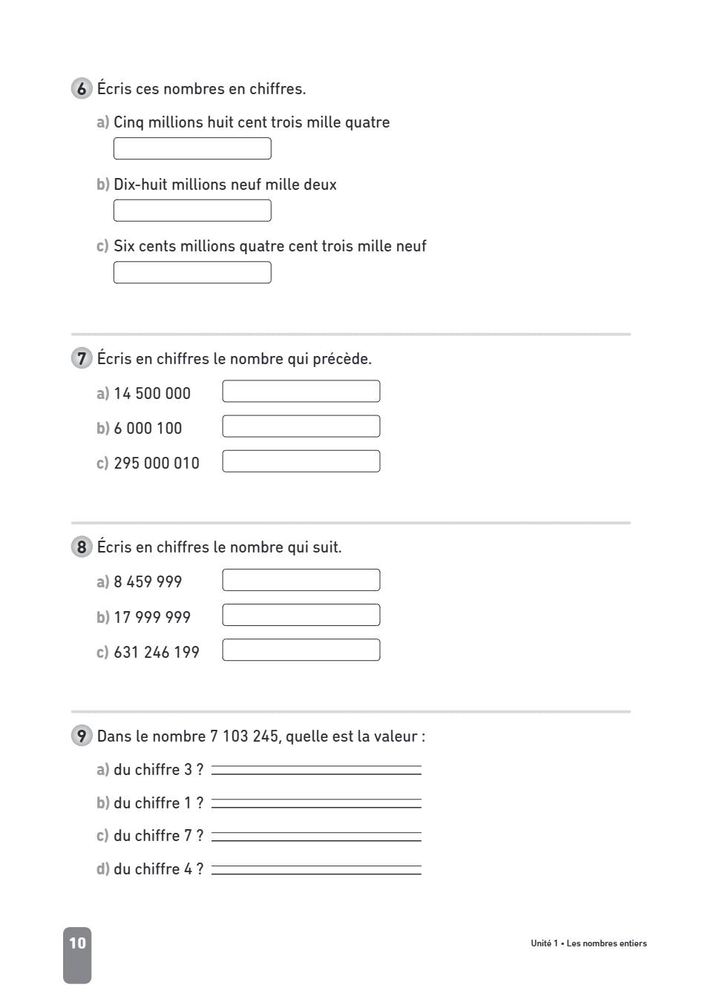 6 Écris ces nombres en chiffres.
a) Cinq millions huit cent trois mille quatre
b) Dix-huit millions neuf mille deux
c) Six cents millions quatre cent trois mille neuf
7 Écris en chiffres le nombre qui précède.
a) 14 500 000
b) 6 000 100
c) 295 000 010
8 Écris en chiffres le nombre qui suit.
a) 8 459 999
b) 17 999 999
c) 631 246 199
9 Dans le nombre 7 103 245, quelle est la valeur :
a) du chiffre 3 ?
b) du chiffre 1 ?
c) du chiffre 7 ?
d) du chiffre 4 ?
10
Unité 1 • Les nombres entiers